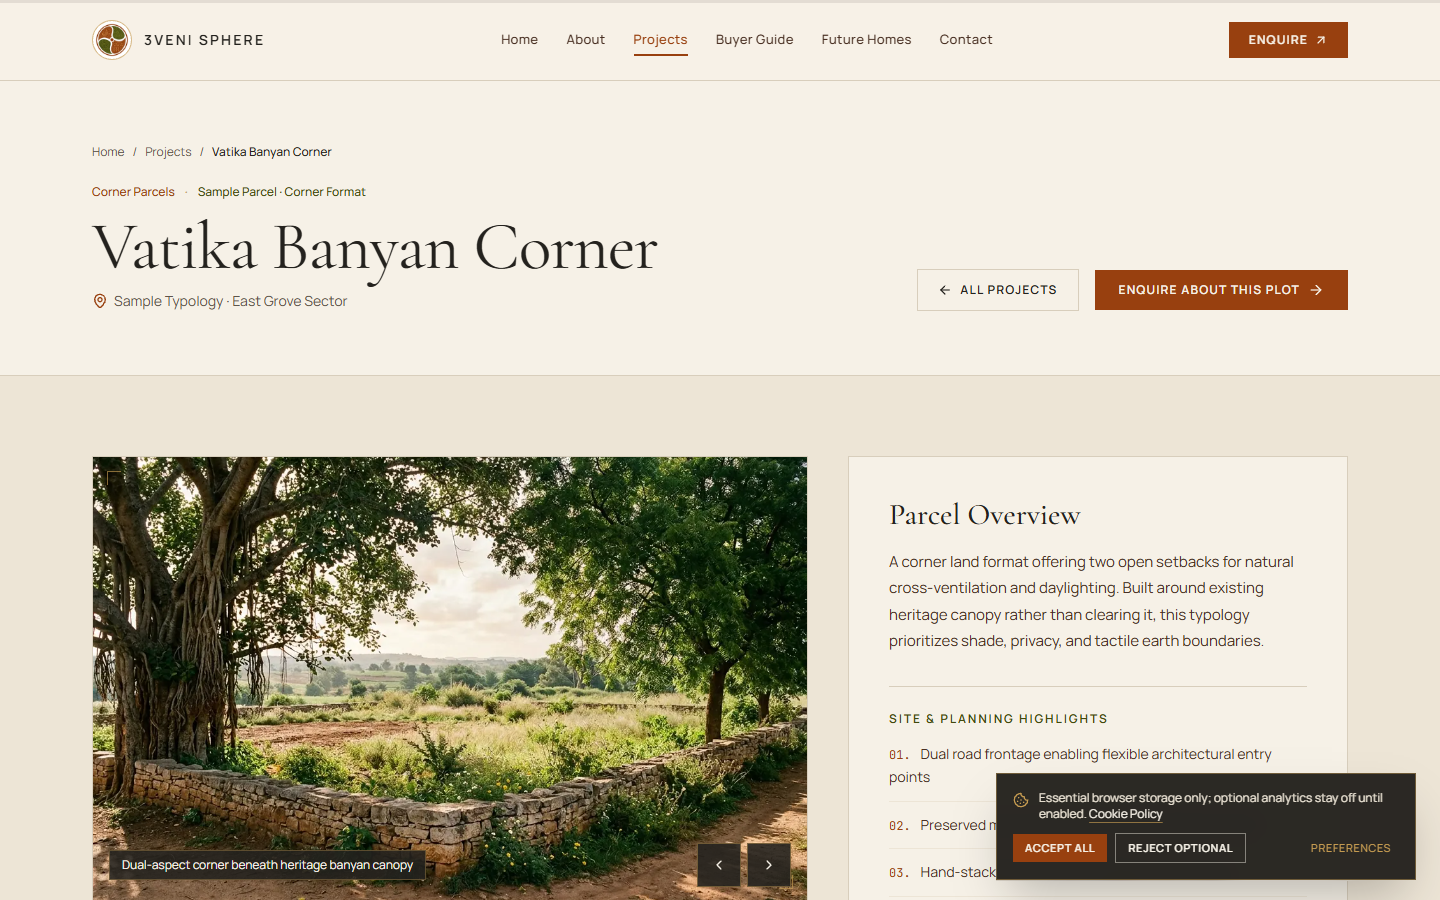 3VENI SPHERE
Home
About
Projects
Buyer Guide
Future Homes
Contact
ENQUIRE
Home / Projects / Vatika Banyan Corner
Corner Parcels · Sample Parcel · Corner Format
Vatika Banyan Corner
Sample Typology · East Grove Sector
ALL PROJECTS
ENQUIRE ABOUT THIS PLOT
Dual-aspect corner beneath heritage banyan canopy
Parcel Overview
A corner land format offering two open setbacks for natural
cross-ventilation and daylighting. Built around existing
heritage canopy rather than clearing it, this typology
prioritizes shade, privacy, and tactile earth boundaries.
SITE & PLANNING HIGHLIGHTS
01. Dual road frontage enabling flexible architectural entry
points
02. Preserved
03. Hand-stack
Essential browser storage only; optional analytics stay off until
enabled. Cookie Policy
ACCEPT ALL
REJECT OPTIONAL
PREFERENCES